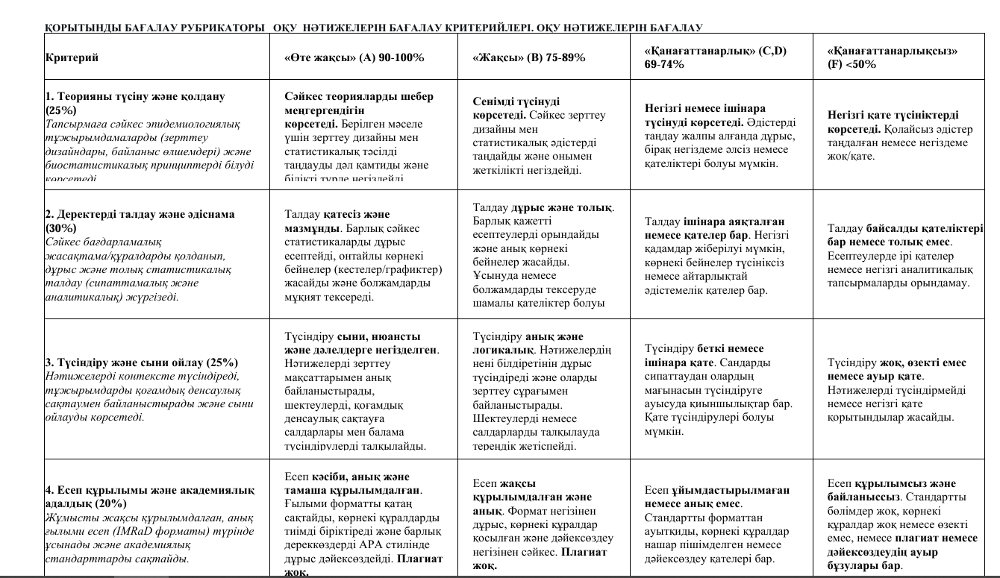 ҚОРЫТЫНДЫ БАҒАЛАУ РУБРИКАТОРЫ ОҚУ НӘТИЖЕЛЕРІН БАҒАЛАУ КРИТЕРИЙЛЕРІ. ОҚУ НӘТИЖЕЛЕРІН БАҒАЛАУ
Критерий
«Өте жақсы» (A) 90-100%
«Жақсы» (B) 75-89%
«Қанағаттанарлық» (C,D)
69-74%
«Қанағаттанарлықсыз»
(F) <50%
1. Теорияны түсіну және қолдану
(25%)
Тапсырмаға сәйкес эпидемиологиялық
тұжырымдамаларды (зерттеу
дизайндары, байланыс өлшемдері) және
биостатистикалық принциптерді білуді
көрсетеді.
Сәйкес теорияларды шебер
меңгергендігін
көрсетеді. Берілген мәселе
үшін зерттеу дизайны мен
статистикалық тәсілді
таңдауды дәл қамтиды және
білікті түрде негіздейді.
Сенімді түсінуді
көрсетеді. Сәйкес зерттеу
дизайны мен
статистикалық әдістерді
таңдайды және онымен
жеткілікті негіздейді.
Негізгі немесе ішінара
түсінуді көрсетеді. Әдістерді
таңдау жалпы алғанда дұрыс,
бірақ негіздеме әлсіз немесе
қателіктері болуы мүмкін.
Негізгі қате түсініктерді
көрсетеді. Қолайсыз әдістер
таңдалған немесе негіздеме
жоқ/қате.
2. Деректерді талдау және әдіснама
(30%)
Сәйкес бағдарламалық
жасақтама/құралдарды қолданып,
дұрыс және толық статистикалық
талдау (сипаттамалық және
аналитикалық) жүргізеді.
Талдау қатесіз және
мазмұнды. Барлық сәйкес
статистикаларды дұрыс
есептейді, онтайлы көрнекі
бейнелер (кестелер/графиктер)
жасайды және болжамдарды
мұқият тексереді.
Талдау дұрыс және толық.
Барлық қажетті
есептеулерді орындайды
және анық көрнекі
бейнелер жасайды.
Ұсынуда немесе
болжамдарды тексеруде
шамалы қателіктер болуы
Талдау ішінара аяқталған
немесе қателер бар. Негізгі
қадамдар жіберілуі мүмкін,
көрнекі бейнелер түсініксіз
немесе айтарлықтай
әдістемелік қателер бар.
Талдау байсалды қателіктері
бар немесе толық емес.
Есептеулерде ірі қателер
немесе негізгі аналитикалық
тапсырмаларды орындамау.
3. Түсіндіру және сыни ойлау (25%)
Нәтижелерді контексте түсіндіреді,
тұжырымдарды қоғамдық денсаулық
сақтаумен байланыстырады және сыни
ойлауды көрсетеді.
Түсіндіру сыни, нюансты
және дәлелдерге негізделген.
Нәтижелерді зерттеу
мақсаттарымен анық
байланыстырады,
шектеулерді, қоғамдық
денсаулық сақтауға
салдарлары мен балама
түсіндірулерді талқылайды.
Түсіндіру анық және
логикалық. Нәтижелердің
нені білдіретінін дұрыс
түсіндіреді және оларды
зерттеу сұрағымен
байланыстырады.
Шектеулерді немесе
салдарларды талқылауда
тереңдік жетіспейді.
Түсіндіру беткі немесе
ішінара қате. Сандарды
сипаттаудан олардың
мағынасын түсіндіруге
ауысуда қиыншылықтар бар.
Қате түсіндірулері болуы
мүмкін.
Түсіндіру жоқ, өзекті емес
немесе ауыр қате.
Нәтижелерді түсіндірмейді
немесе негізгі қате
қорытындылар жасайды.
4. Есеп құрылымы және академиялық
адалдық (20%)
Жұмысты жақсы құрылымдалған, анық
ғылыми есеп (IMRaD форматы) түрінде
ұсынады және академиялық
стандарттарды сақтайды.
Есеп кәсіби, анық және
тамаша құрылымдалған.
Ғылыми форматты қатаң
сақтайды, көрнекі құралдарды
тиімді біріктіреді және барлық
дереккөздерді APA стилінде
дұрыс дәйексөздейді. Плагиат
жоқ.
Есеп жақсы
құрылымдалған және
анық. Формат негізінен
дұрыс, көрнекі құралдар
қосылған және дәйексөздеу
негізінен сәйкес. Плагиат
жоқ.
Есеп ұйымдастырылмаған
немесе анық емес.
Стандартты форматтан
ауытқиды, көрнекі құралдар
нашар пішімделген немесе
дәйексөздеу қателері бар.
Есеп құрылымсыз және
байланыссыз. Стандартты
бөлімдер жоқ, көрнекі
құралдар жоқ немесе өзекті
емес, немесе плагиат немесе
дәйексөздеудің ауыр
бұзулары бар.